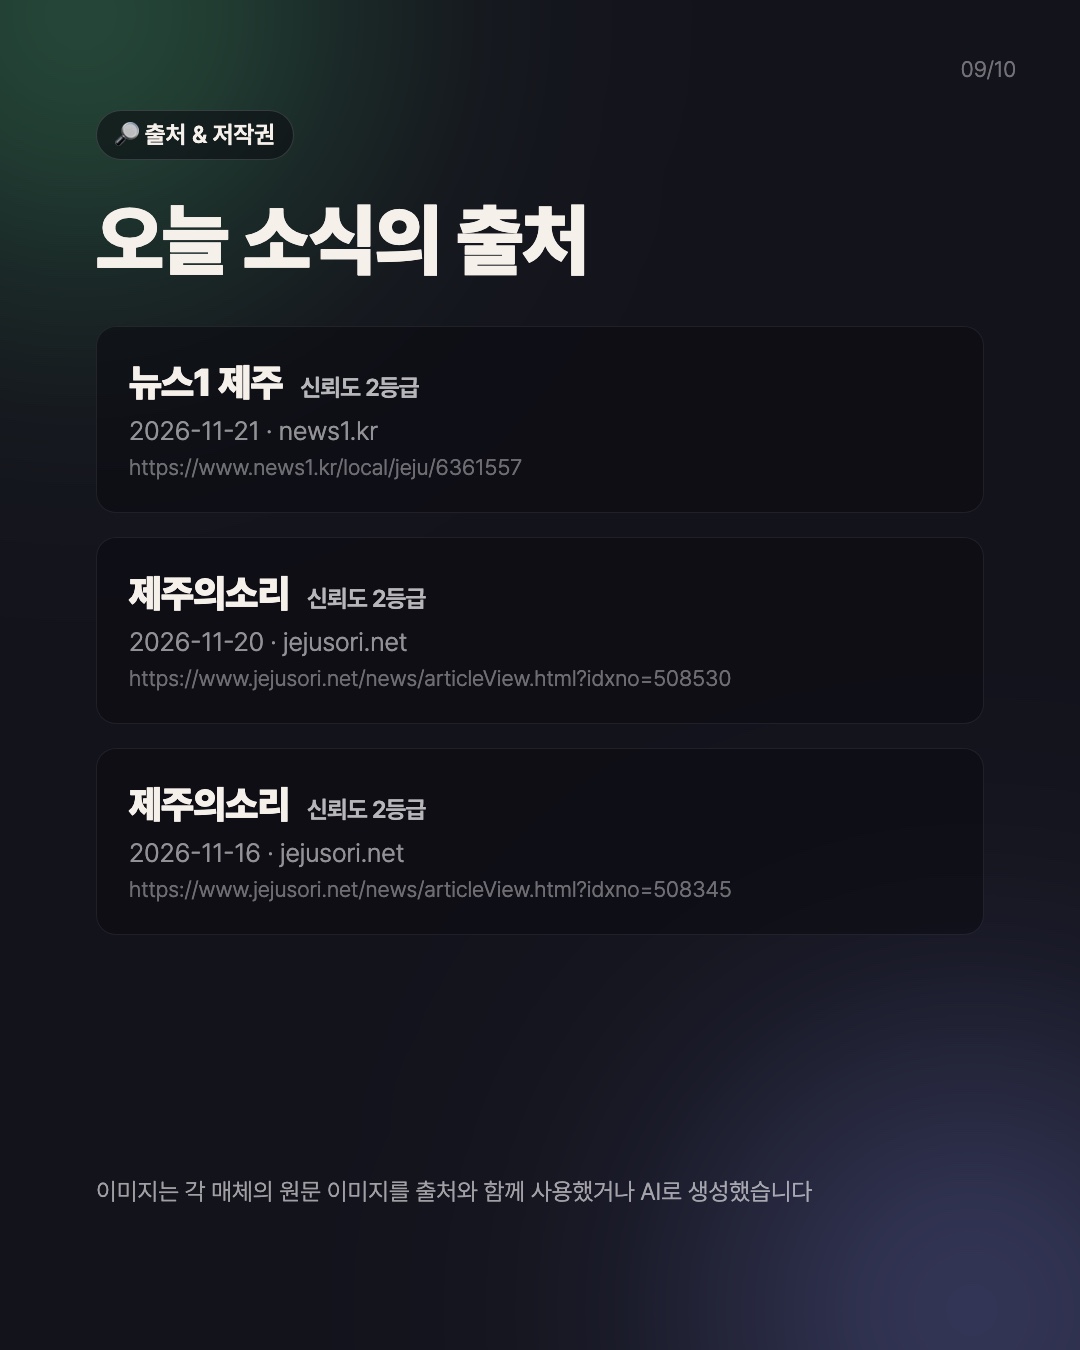 09/10
🔎 출처 & 저작권
오늘 소식의 출처
뉴스1 제주 신뢰도 2등급
2026-11-21 · news1.kr
https://www.news1.kr/local/jeju/6361557
제주의소리 신뢰도 2등급
2026-11-20 · jejusori.net
https://www.jejusori.net/news/articleView.html?idxno=508530
제주의소리 신뢰도 2등급
2026-11-16 · jejusori.net
https://www.jejusori.net/news/articleView.html?idxno=508345
이미지는 각 매체의 원문 이미지를 출처와 함께 사용했거나 AI로 생성했습니다